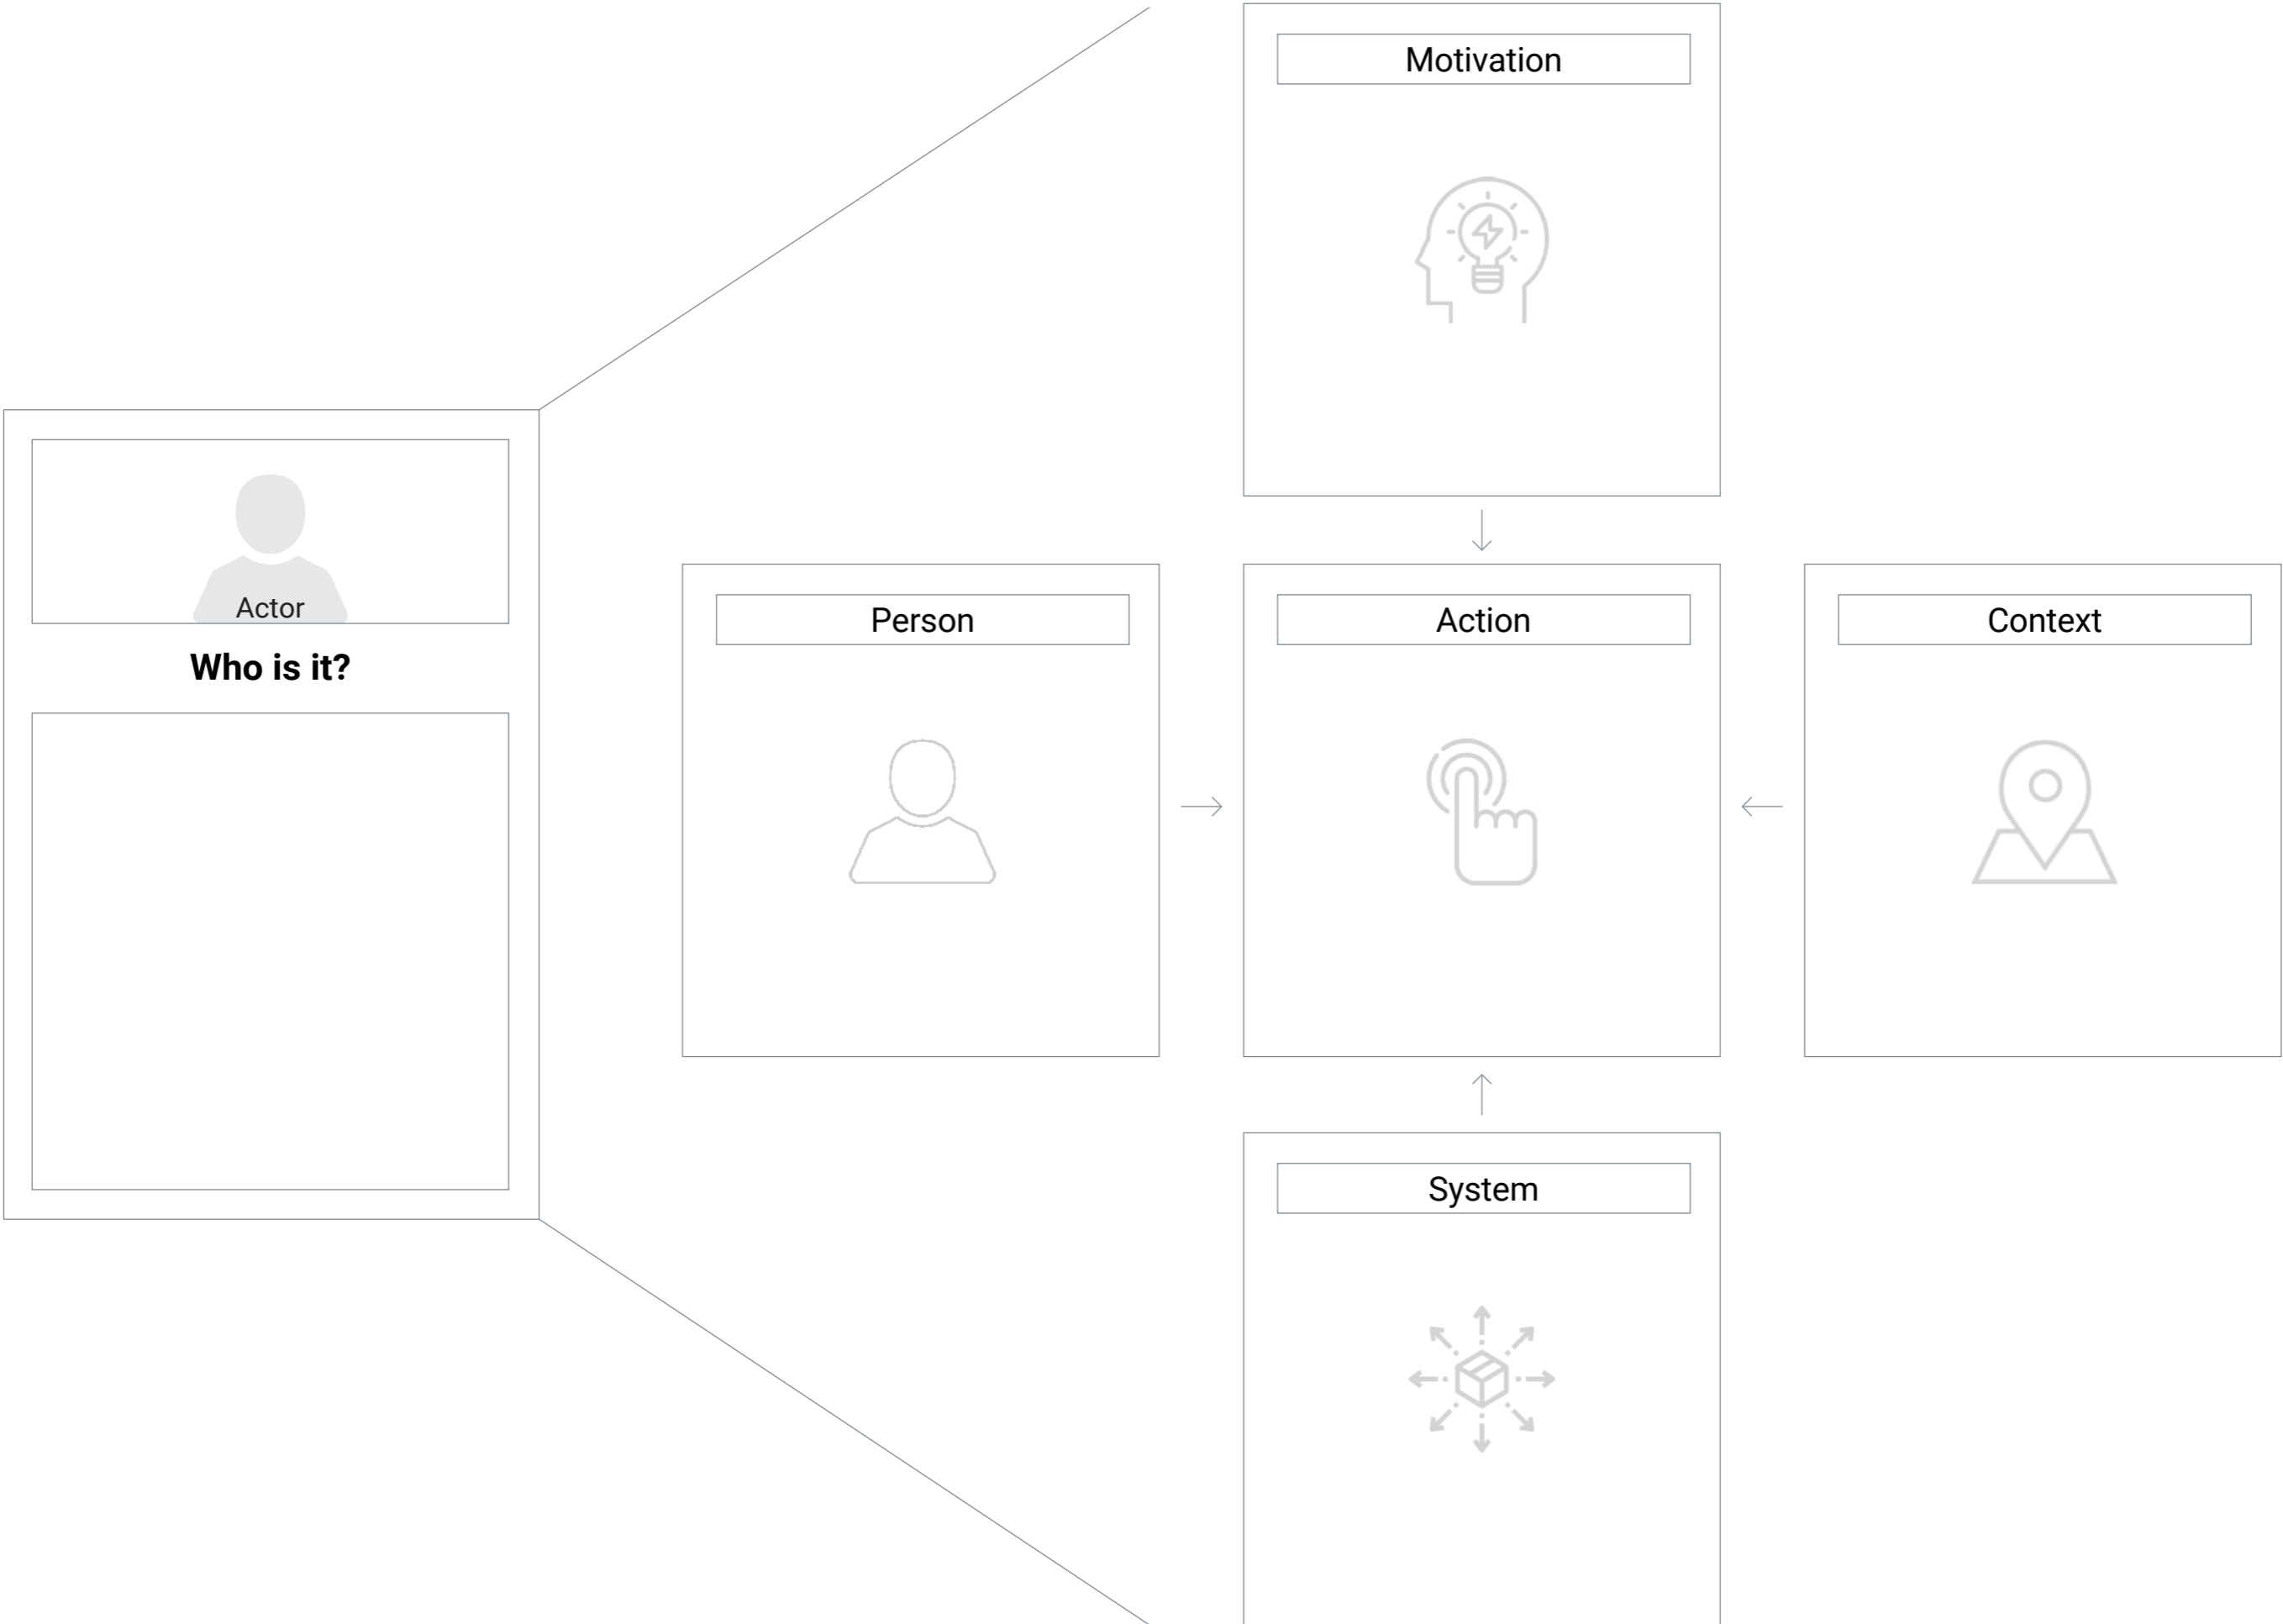 Motivation
Actor
Who is it?
Person
Action
Context
System